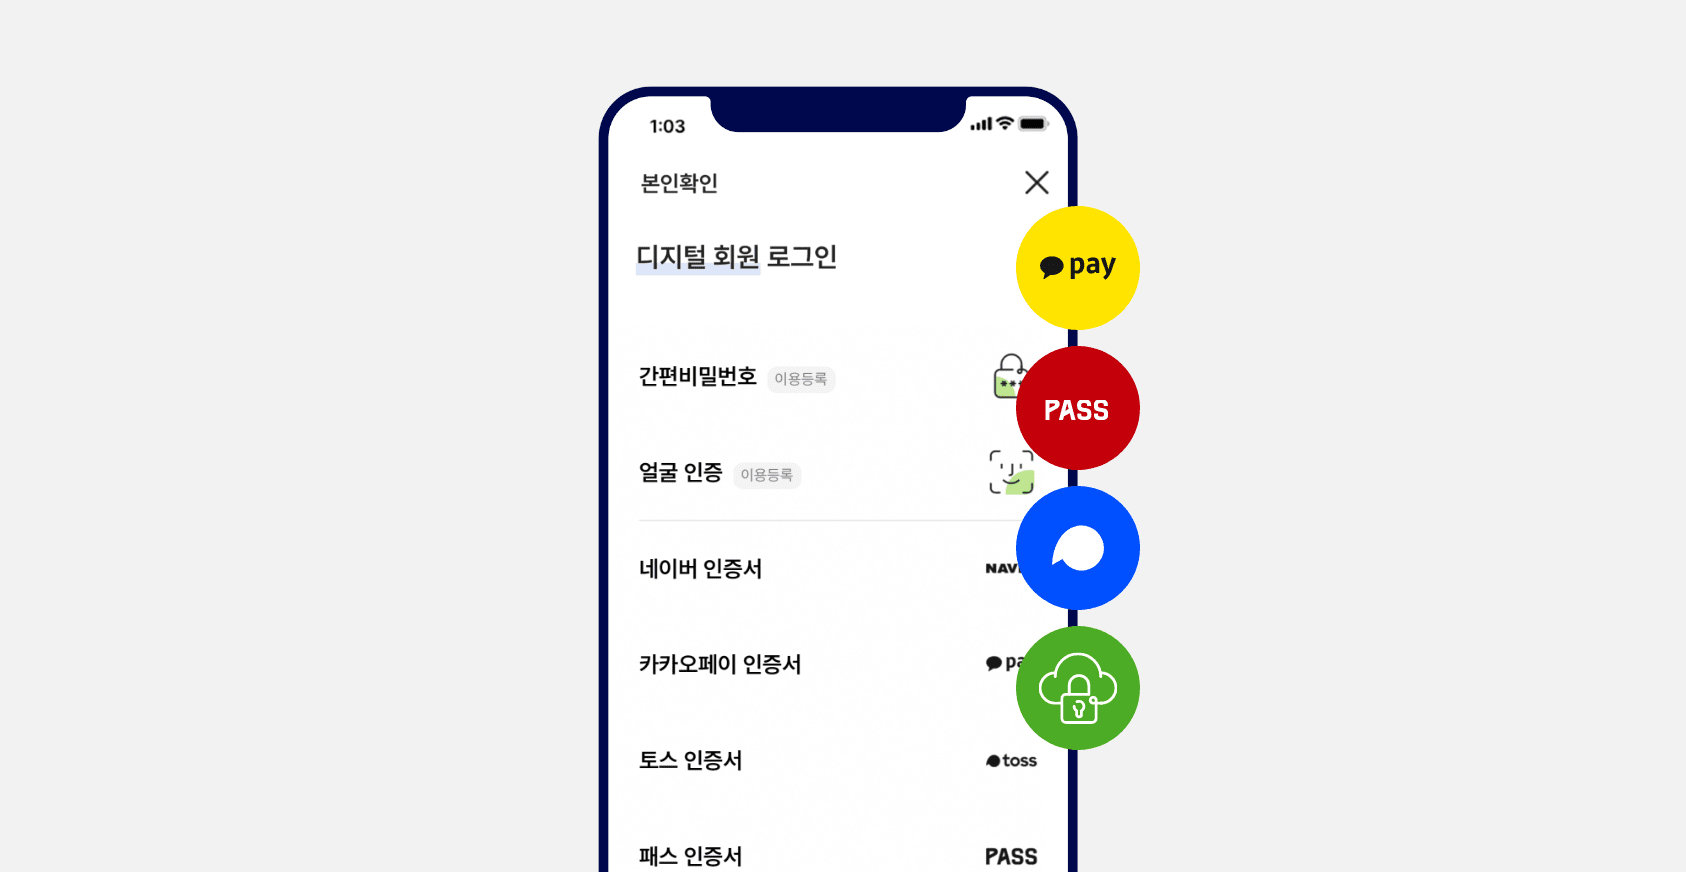 1:03
본인확인
디지털 회원 로그인
pay
간편비밀번호 이용등록
***
PASS
얼굴 인증 이용등록
네이버 인증서 NAV
카카오페이 인증서 pa
토스 인증서 toss
패스 인증서 PASS